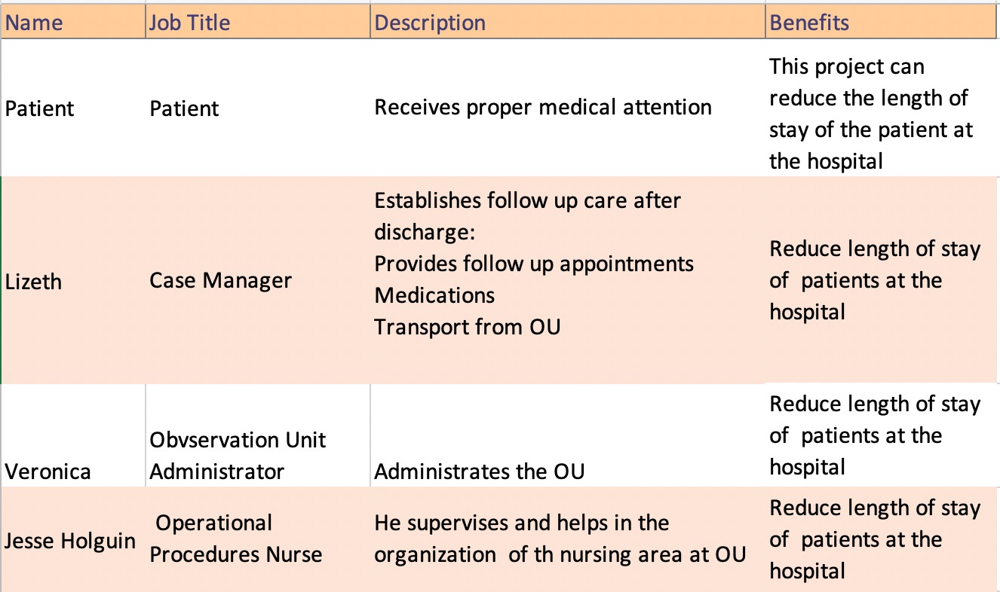 Name Job Title Description Benefits
Patient Patient Receives proper medical attention This project can
reduce the length of
stay of the patient at
the hospital
Lizeth Case Manager Establishes follow up care after
discharge:
Provides follow up appointments
Medications
Transport from OU
Reduce length of stay
of  patients at the
hospital
Veronica Obvservation Unit
Administrator Administrates the OU
Reduce length of stay
of  patients at the
hospital
Jesse Holguin Operational
Procedures Nurse
He supervises and helps in the
organization  of th nursing area at OU
Reduce length of stay
of  patients at the
hospital